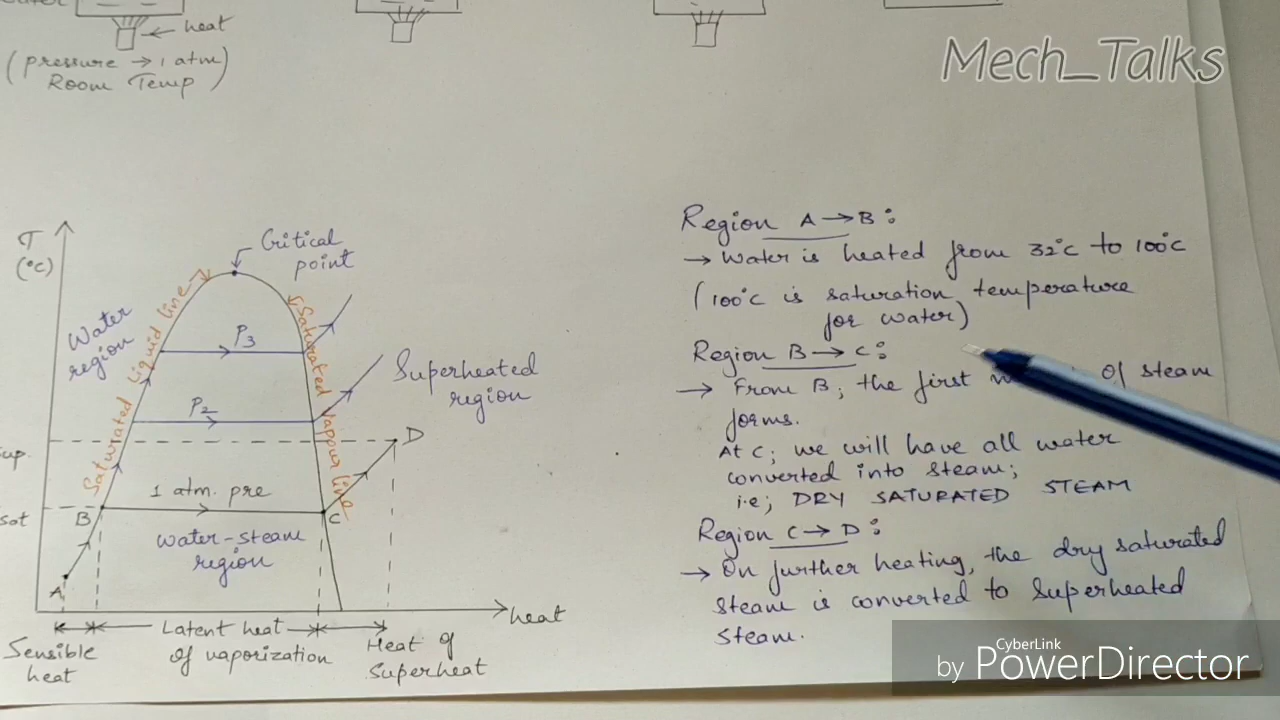 heat
(pressure → 1 atm
Room Temp)
Mech_Talks
T
(°C)
Critical
point
Water
region
Saturated Liquid line
Saturated Vapour line
P3
P2
Superheated
region
sup.
D
1 atm. pre
sat
B
C
water-steam
region
A
heat
Sensible
heat
Latent heat
of vaporization
Heat of
Superheat
Region A → B:
→ Water is heated from 32°C to 100°C
(100°C is saturation temperature
for water)
Region B → C:
→ From B; the first of steam
forms.
At C; we will have all water
converted into steam;
i.e; DRY SATURATED STEAM
Region C → D:
→ On further heating, the dry saturated
steam is converted to Superheated
steam.
CyberLink
by PowerDirector